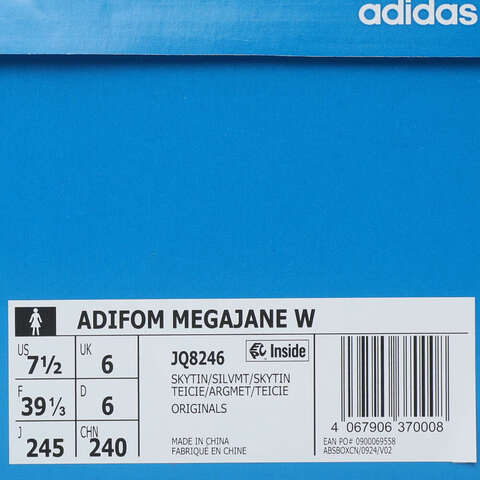 adidas
ADIFOM MEGAJANE W
US 7½ UK 6
F 39⅓ D 6
J 245 CHN 240
JQ8246 Inside
SKYTIN/SILVMT/SKYTIN
TEICIE/ARGMET/TEICIE
ORIGINALS
MADE IN CHINA
FABRIQUÉ EN CHINE
4 067906 370008
EAN PO# 0900069558
ABSBOXCN/0924/V02